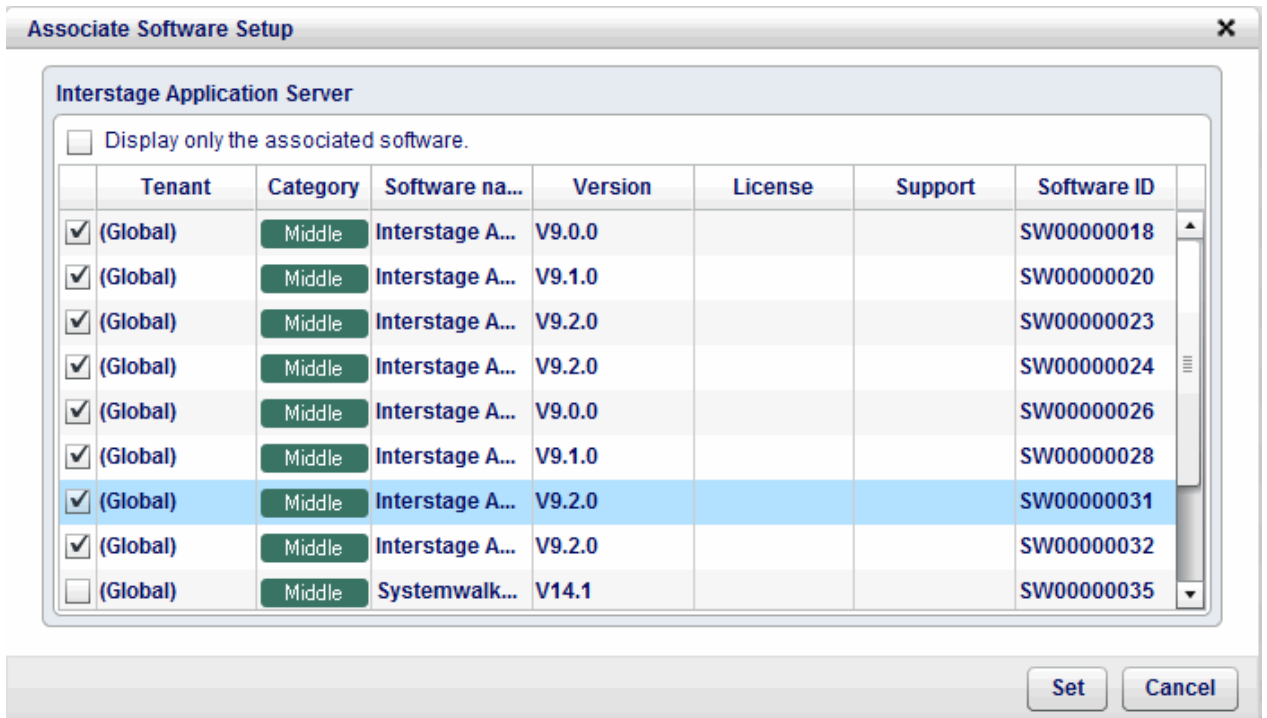 Associate Software Setup
Interstage Application Server
Display only the associated software.
Tenant Category Software na... Version License Support Software ID
(Global) Middle Interstage A... V9.0.0 SW00000018
(Global) Middle Interstage A... V9.1.0 SW00000020
(Global) Middle Interstage A... V9.2.0 SW00000023
(Global) Middle Interstage A... V9.2.0 SW00000024
(Global) Middle Interstage A... V9.0.0 SW00000026
(Global) Middle Interstage A... V9.1.0 SW00000028
(Global) Middle Interstage A... V9.2.0 SW00000031
(Global) Middle Interstage A... V9.2.0 SW00000032
(Global) Middle Systemwalk... V14.1 SW00000035
Set Cancel